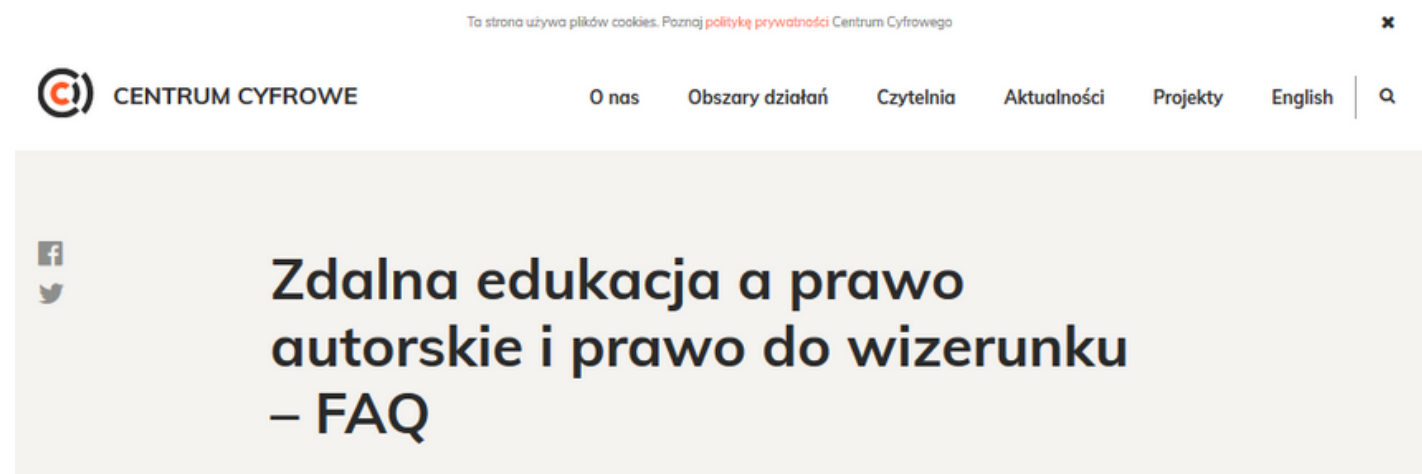 Ta strona używa plików cookies. Poznaj politykę prywatności Centrum Cyfrowego
CENTRUM CYFROWE
O nas Obszary działań Czytelnia Aktualności Projekty English
Zdalna edukacja a prawo
autorskie i prawo do wizerunku
– FAQ